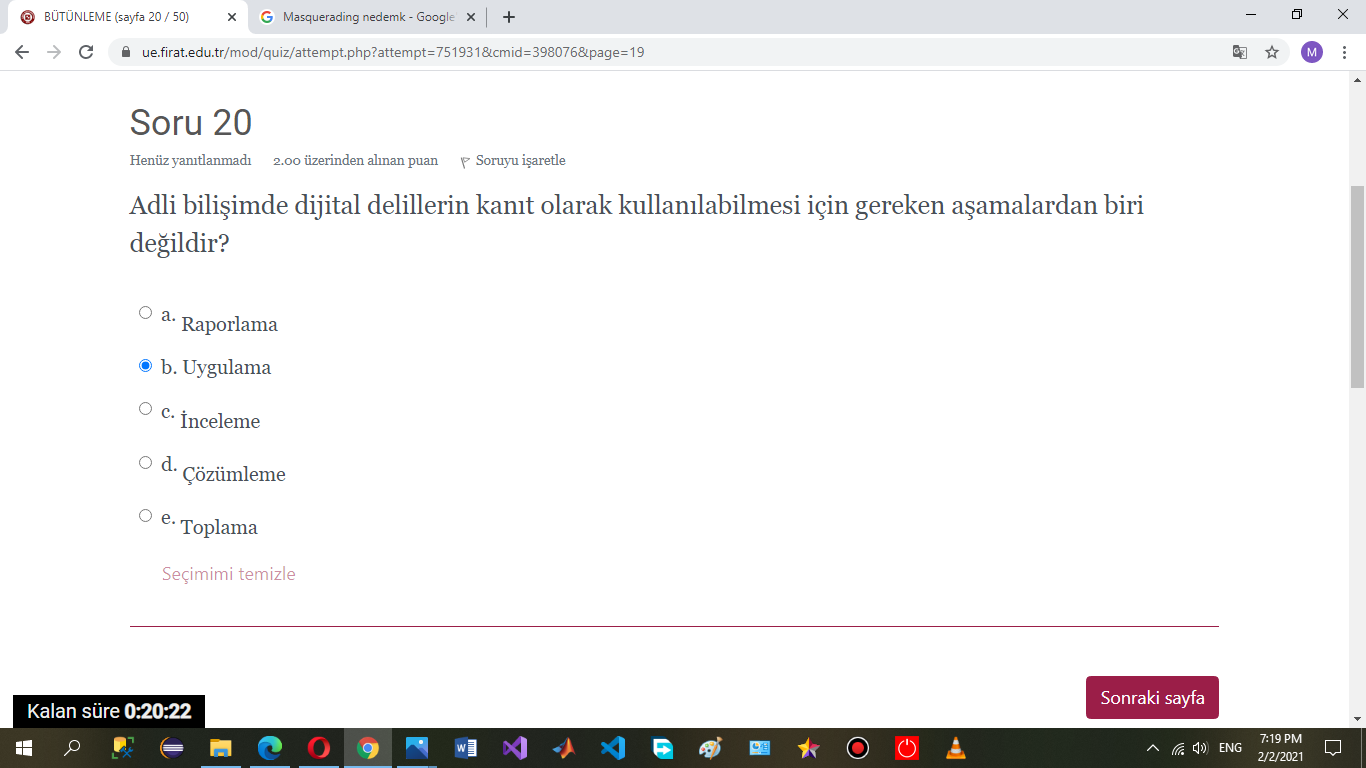 BÜTÜNLEME (sayfa 20 / 50)
Masquerading nedemk - Google'
ue.firat.edu.tr/mod/quiz/attempt.php?attempt=751931&cmid=398076&page=19
M
Soru 20
Henüz yanıtlanmadı 2.00 üzerinden alınan puan Soruyu işaretle
Adli bilişimde dijital delillerin kanıt olarak kullanılabilmesi için gereken aşamalardan biri
değildir?
a. Raporlama
b. Uygulama
c. İnceleme
d. Çözümleme
e. Toplama
Seçimimi temizle
Sonraki sayfa
Kalan süre 0:20:22
ENG
7:19 PM
2/2/2021